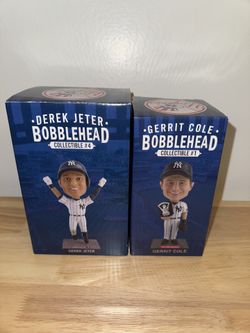 DEREK JETER
BOBBLEHEAD
COLLECTIBLE #4
DEREK JETER
GERRIT COLE
BOBBLEHEAD
COLLECTIBLE #1
GERRIT COLE